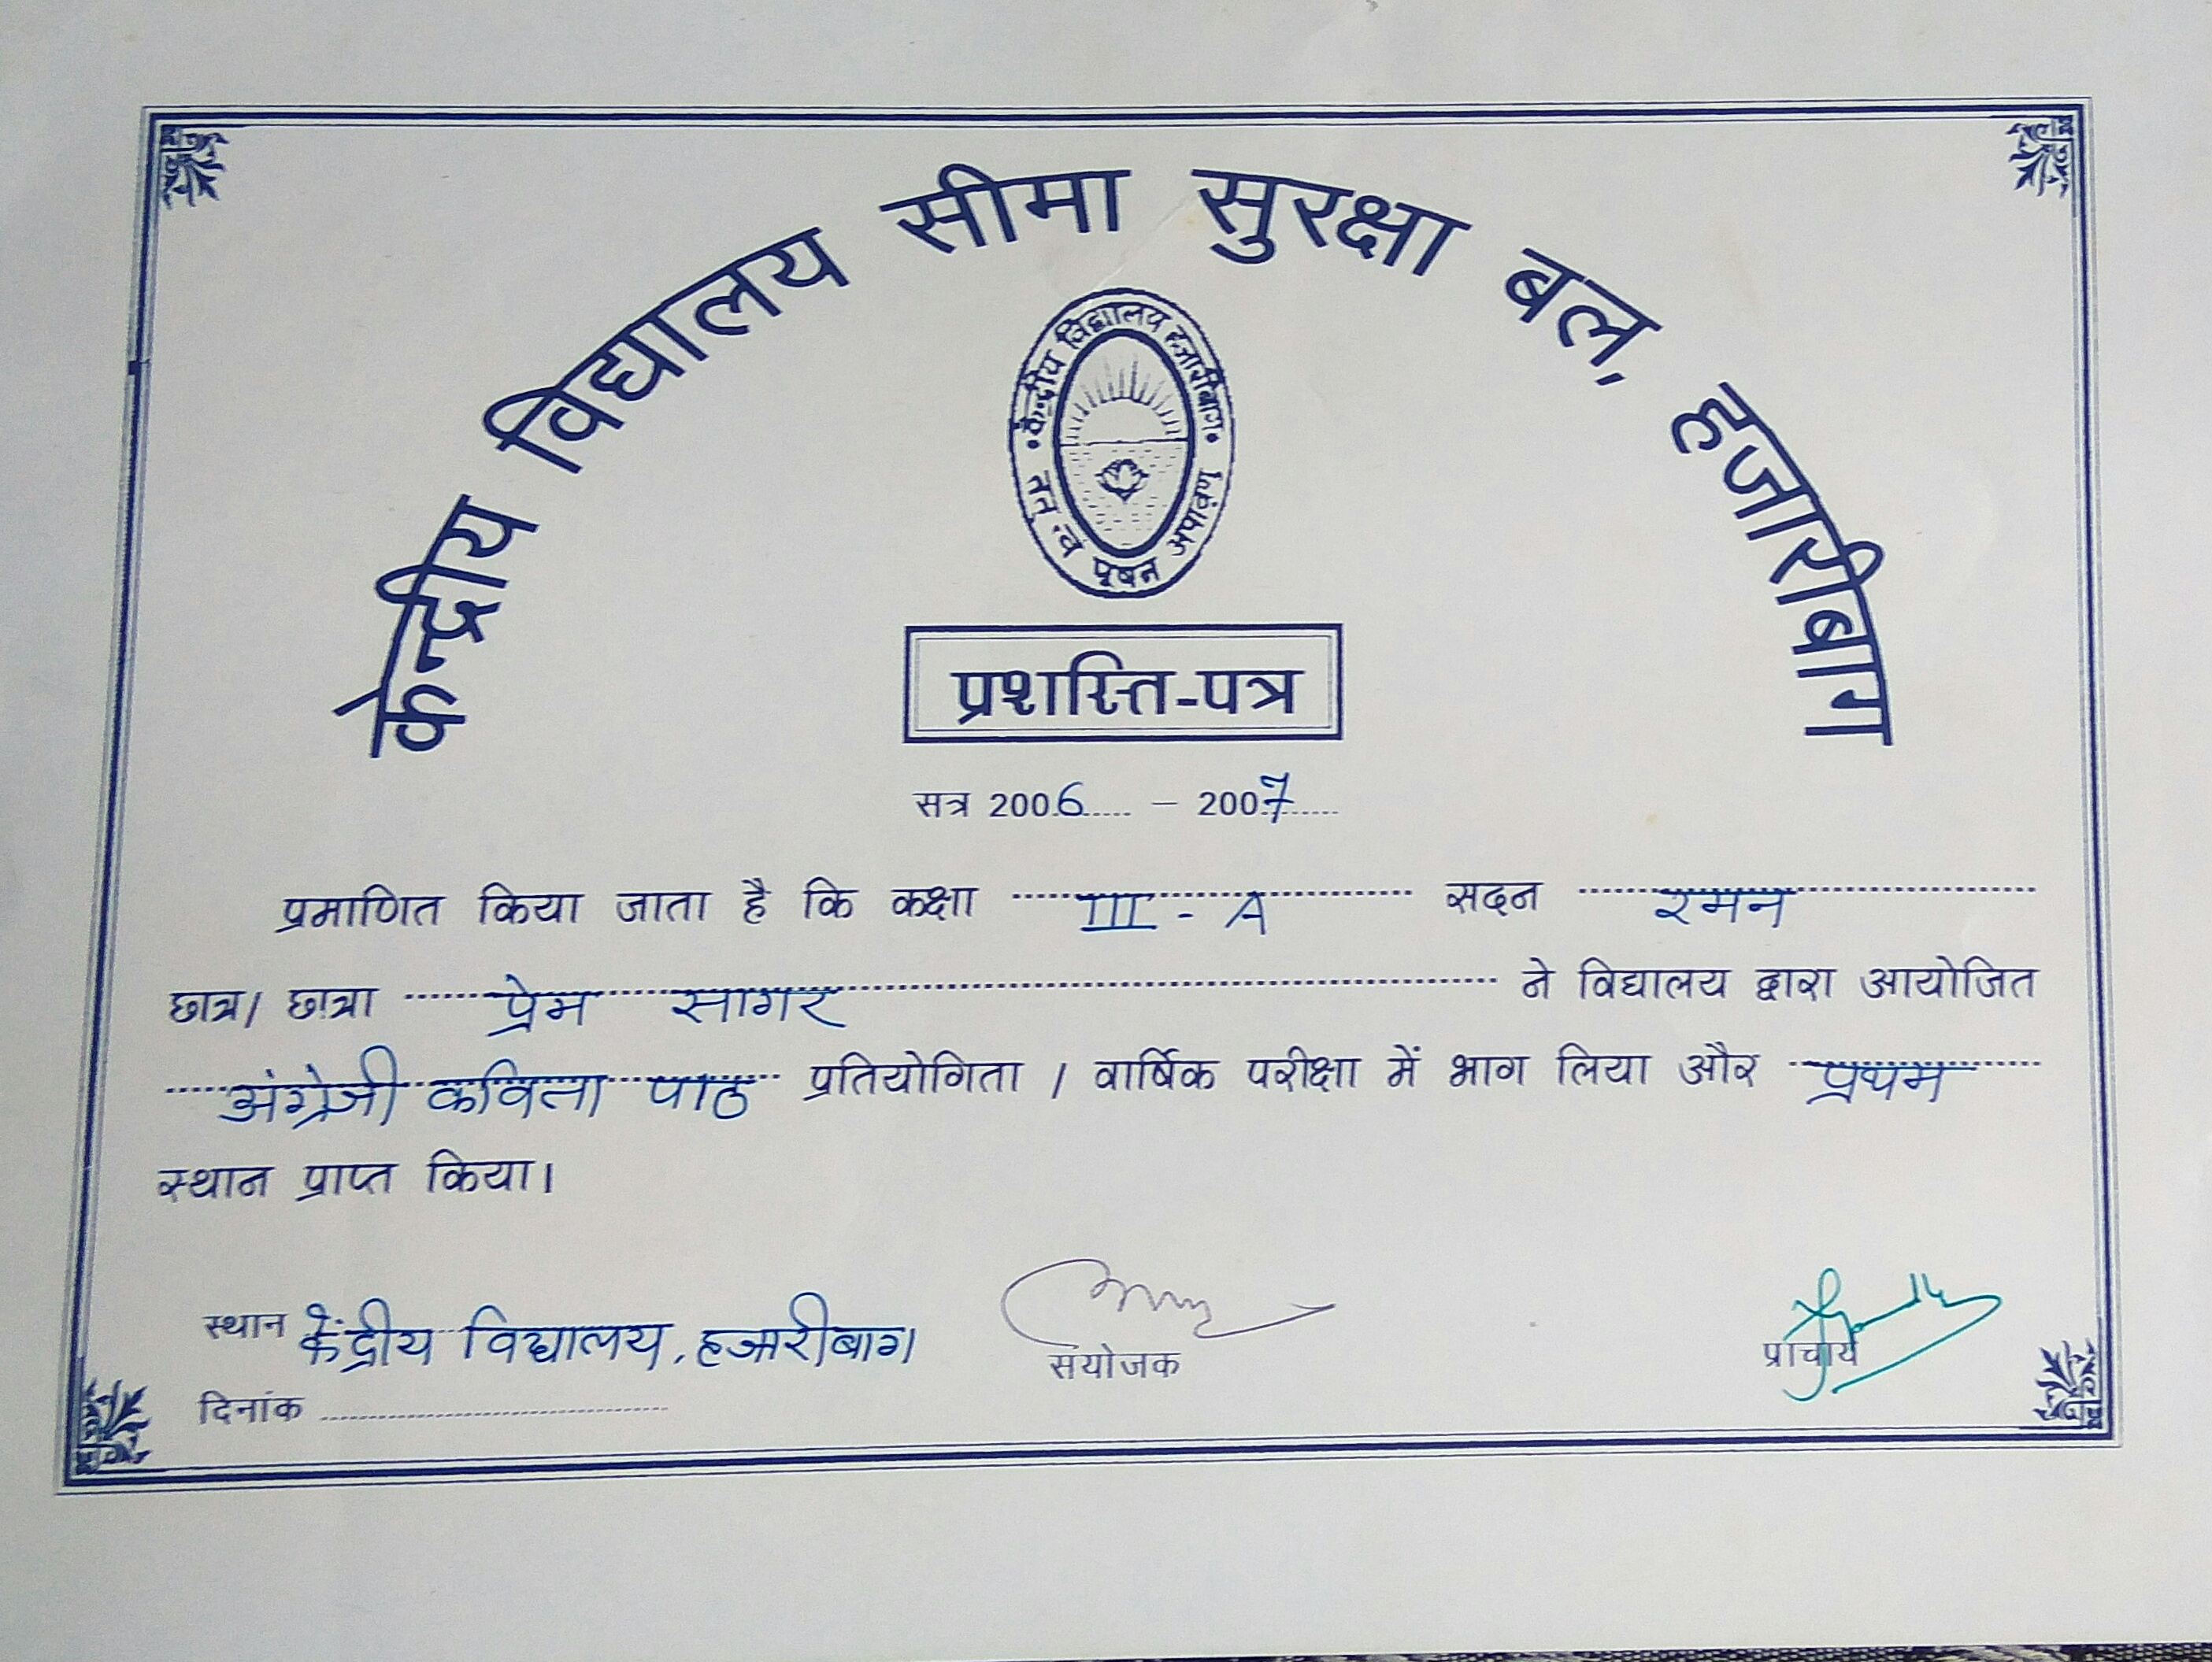 केन्द्रीय विद्यालय सीमा सुरक्षा बल, हजारीबाग
• केन्द्रीय विद्यालय हजारीबाग •
तत् त्वं पूषन अपावृणु
प्रशस्ति-पत्र
सत्र 2006..... – 2007.....
प्रमाणित किया जाता है कि कक्षा III - A सदन रमन
छात्र/ छात्रा प्रेम सागर ने विद्यालय द्वारा आयोजित
अंग्रेजी कविता पाठ प्रतियोगिता / वार्षिक परीक्षा में भाग लिया और प्रथम
स्थान प्राप्त किया।
स्थान केंद्रीय विद्यालय, हजारीबाग संयोजक प्राचार्य
दिनांक ..............................